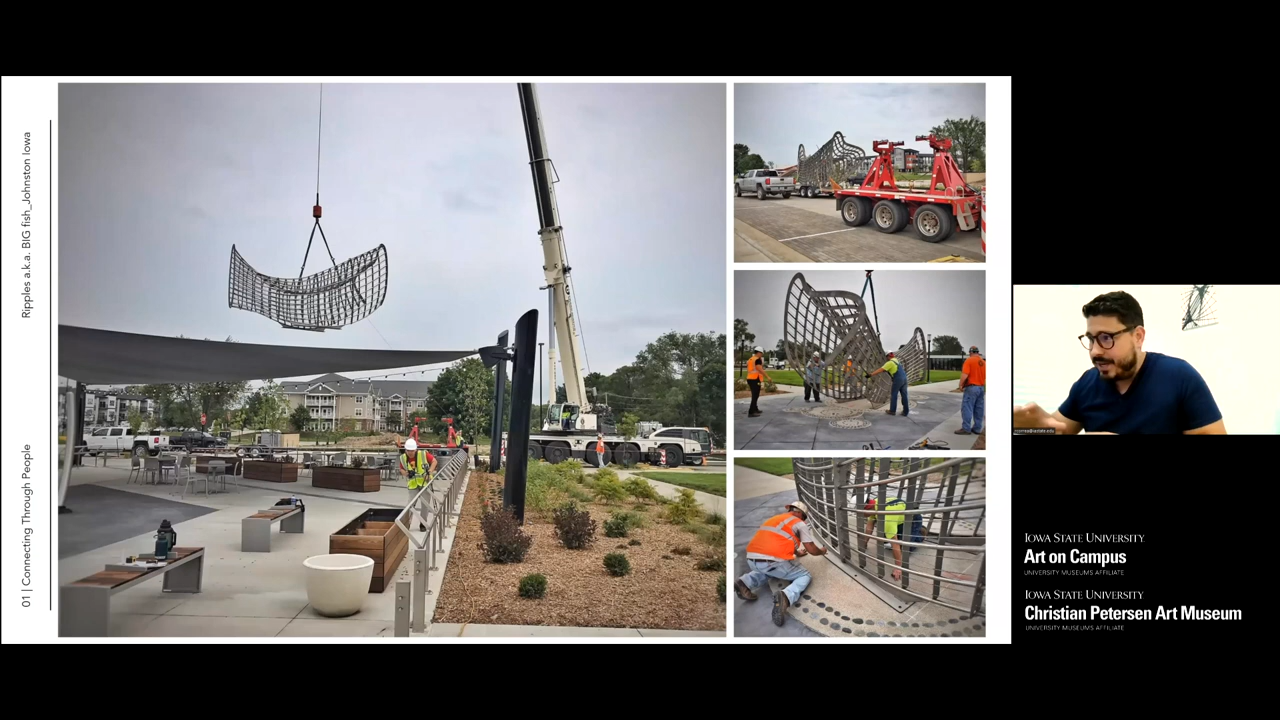 Ripples a.k.a. BIG fish_Johnston Iowa
01 | Connecting Through People
IOWA STATE UNIVERSITY
Art on Campus
UNIVERSITY MUSEUMS AFFILIATE
IOWA STATE UNIVERSITY
Christian Petersen Art Museum
UNIVERSITY MUSEUMS AFFILIATE